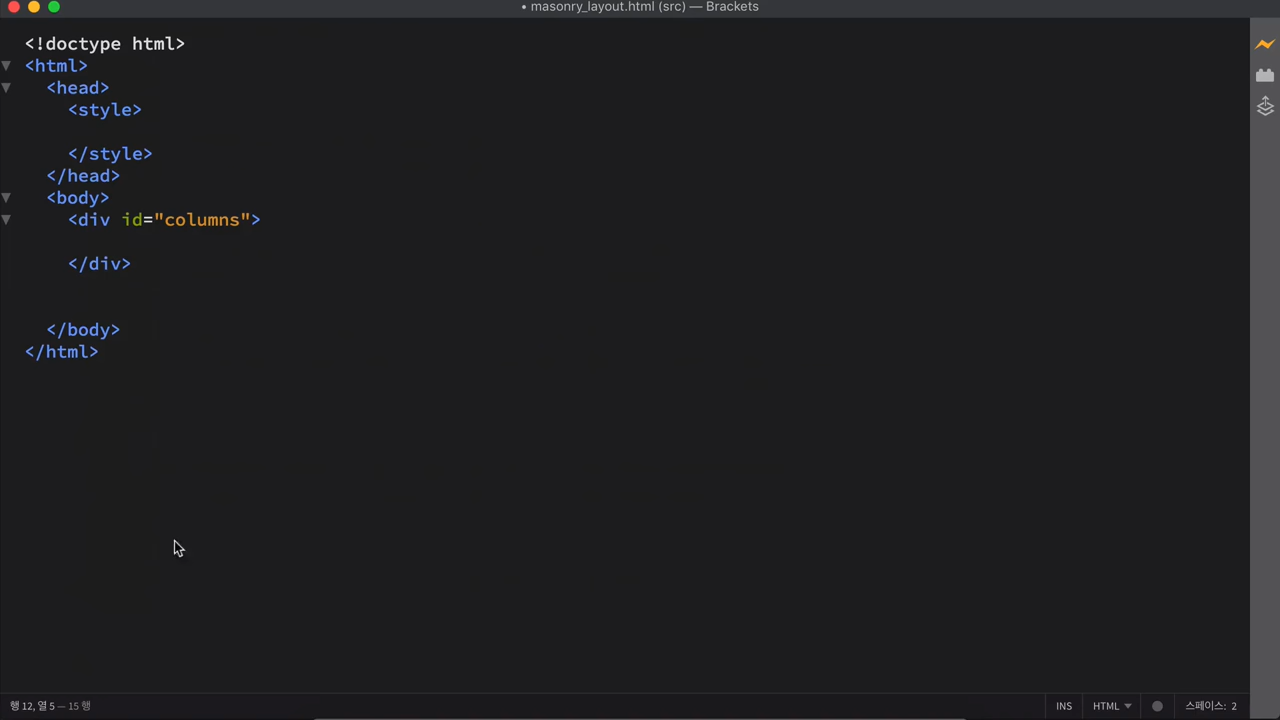 • masonry_layout.html (src) — Brackets
<!doctype html>
<html>
<head>
<style>
</style>
</head>
<body>
<div id="columns">
</div>
</body>
</html>
행 12, 열 5 — 15 행
INS
HTML
스페이스: 2